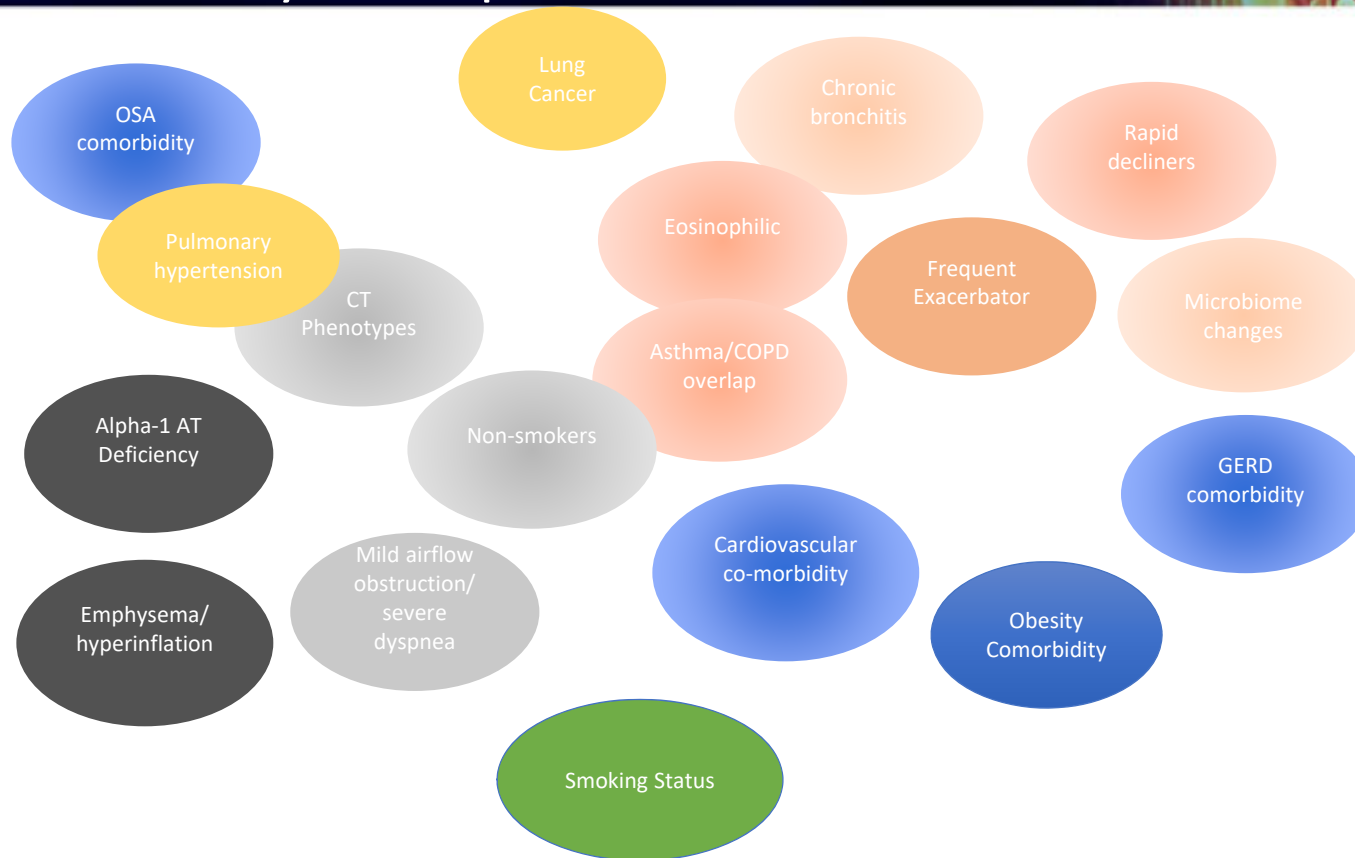 Lung
Cancer
Chronic
bronchitis
OSA
comorbidity
Rapid
decliners
Eosinophilic
Pulmonary
hypertension
Frequent
Exacerbator
CT
Phenotypes
Microbiome
changes
Asthma/COPD
overlap
Alpha-1 AT
Deficiency
Non-smokers
GERD
comorbidity
Mild airflow
obstruction/
severe
dyspnea
Cardiovascular
co-morbidity
Emphysema/
hyperinflation
Obesity
Comorbidity
Smoking Status